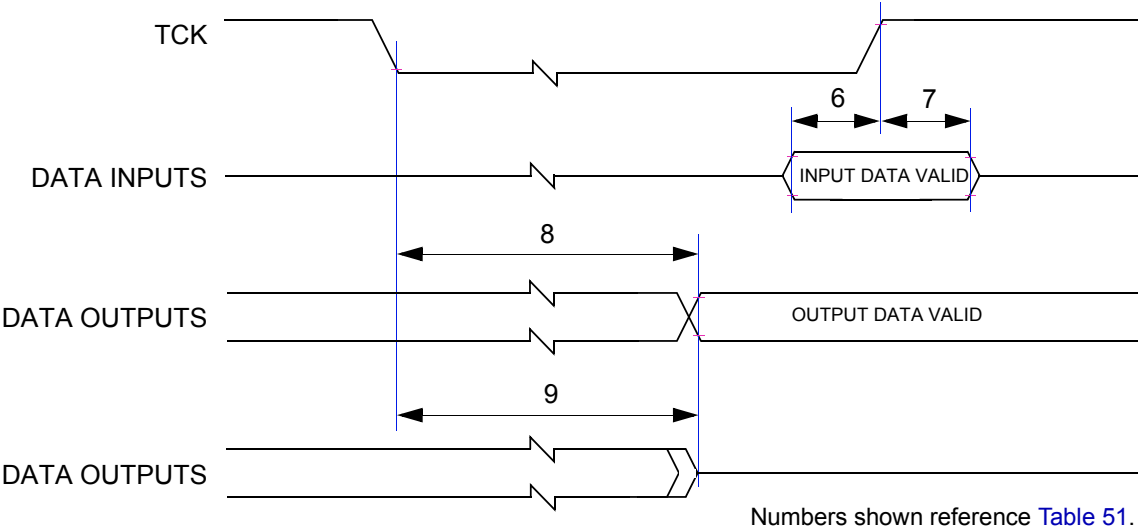 TCK
6
7
DATA INPUTS
INPUT DATA VALID
8
DATA OUTPUTS
OUTPUT DATA VALID
9
DATA OUTPUTS
Numbers shown reference Table 51.